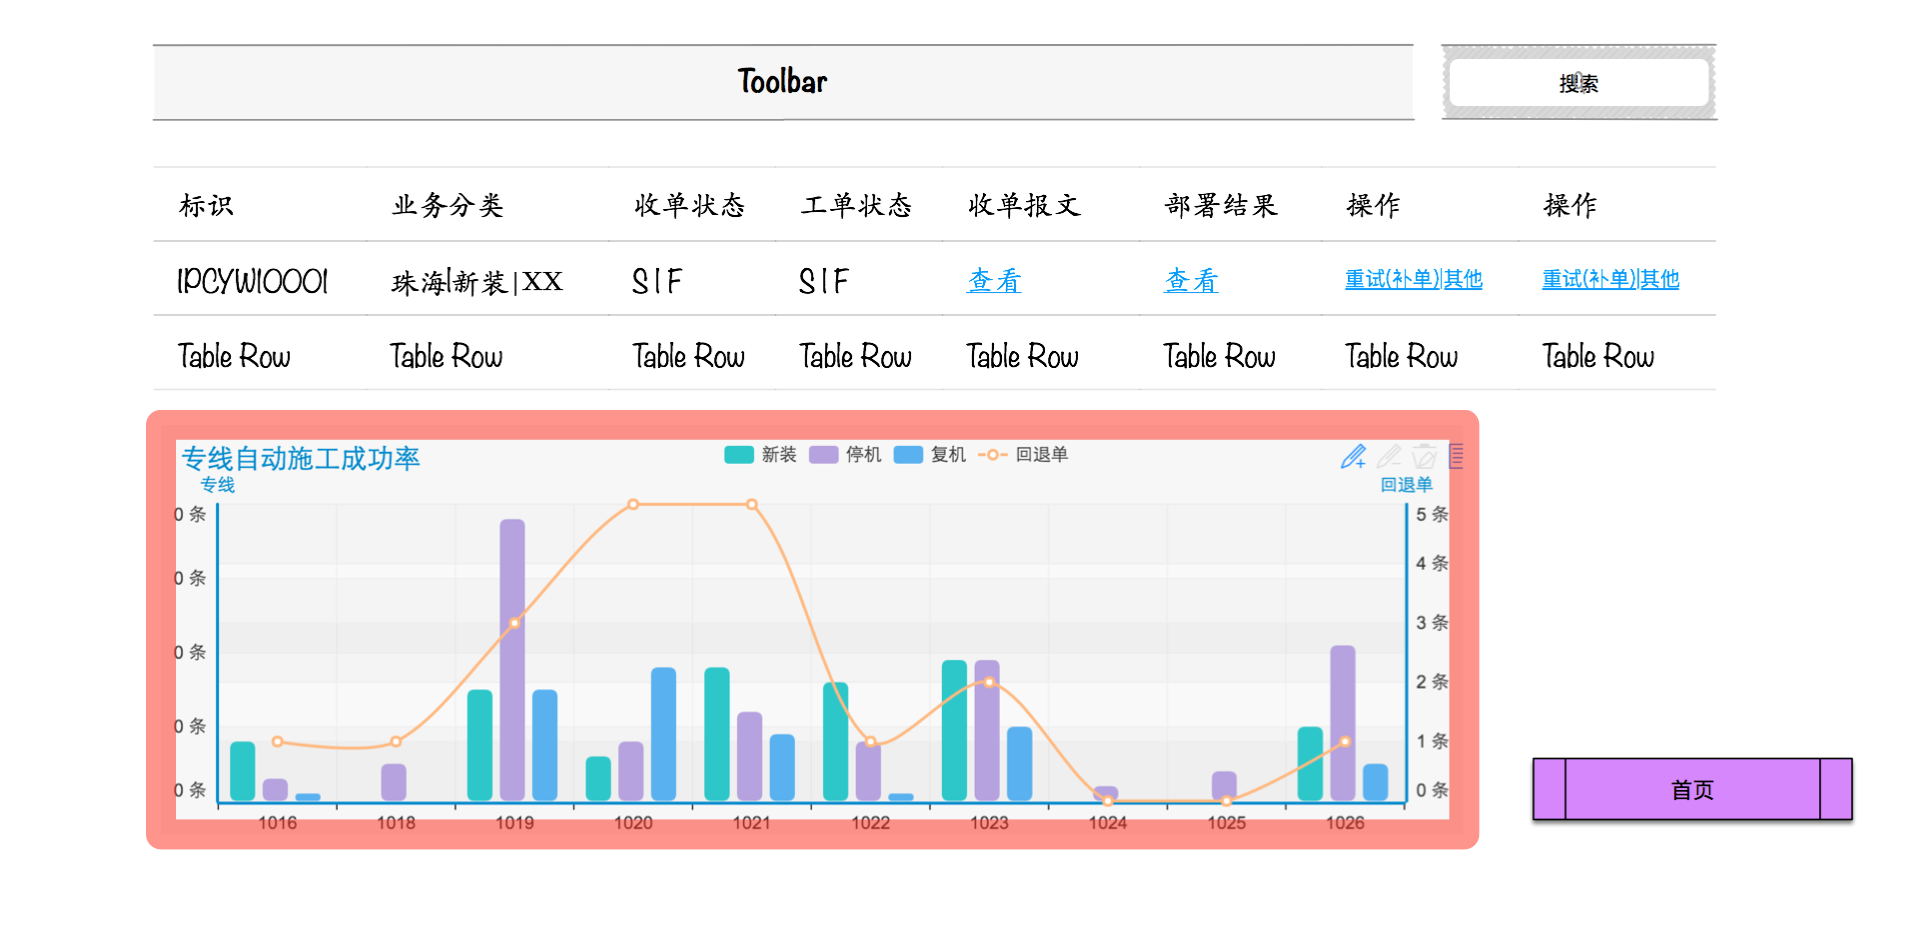 Toolbar
搜索
标识 业务分类 收单状态 工单状态 收单报文 部署结果 操作 操作
IPCYW10001 珠海|新装|XX S|F S|F 查看 查看 重试(补单)|其他 重试(补单)|其他
Table Row Table Row Table Row Table Row Table Row Table Row Table Row Table Row
专线自动施工成功率 新装 停机 复机 回退单
专线 回退单
0 条 5 条
4 条
0 条
3 条
0 条
2 条
0 条
1 条
0 条 0 条
首页
1016 1018 1019 1020 1021 1022 1023 1024 1025 1026